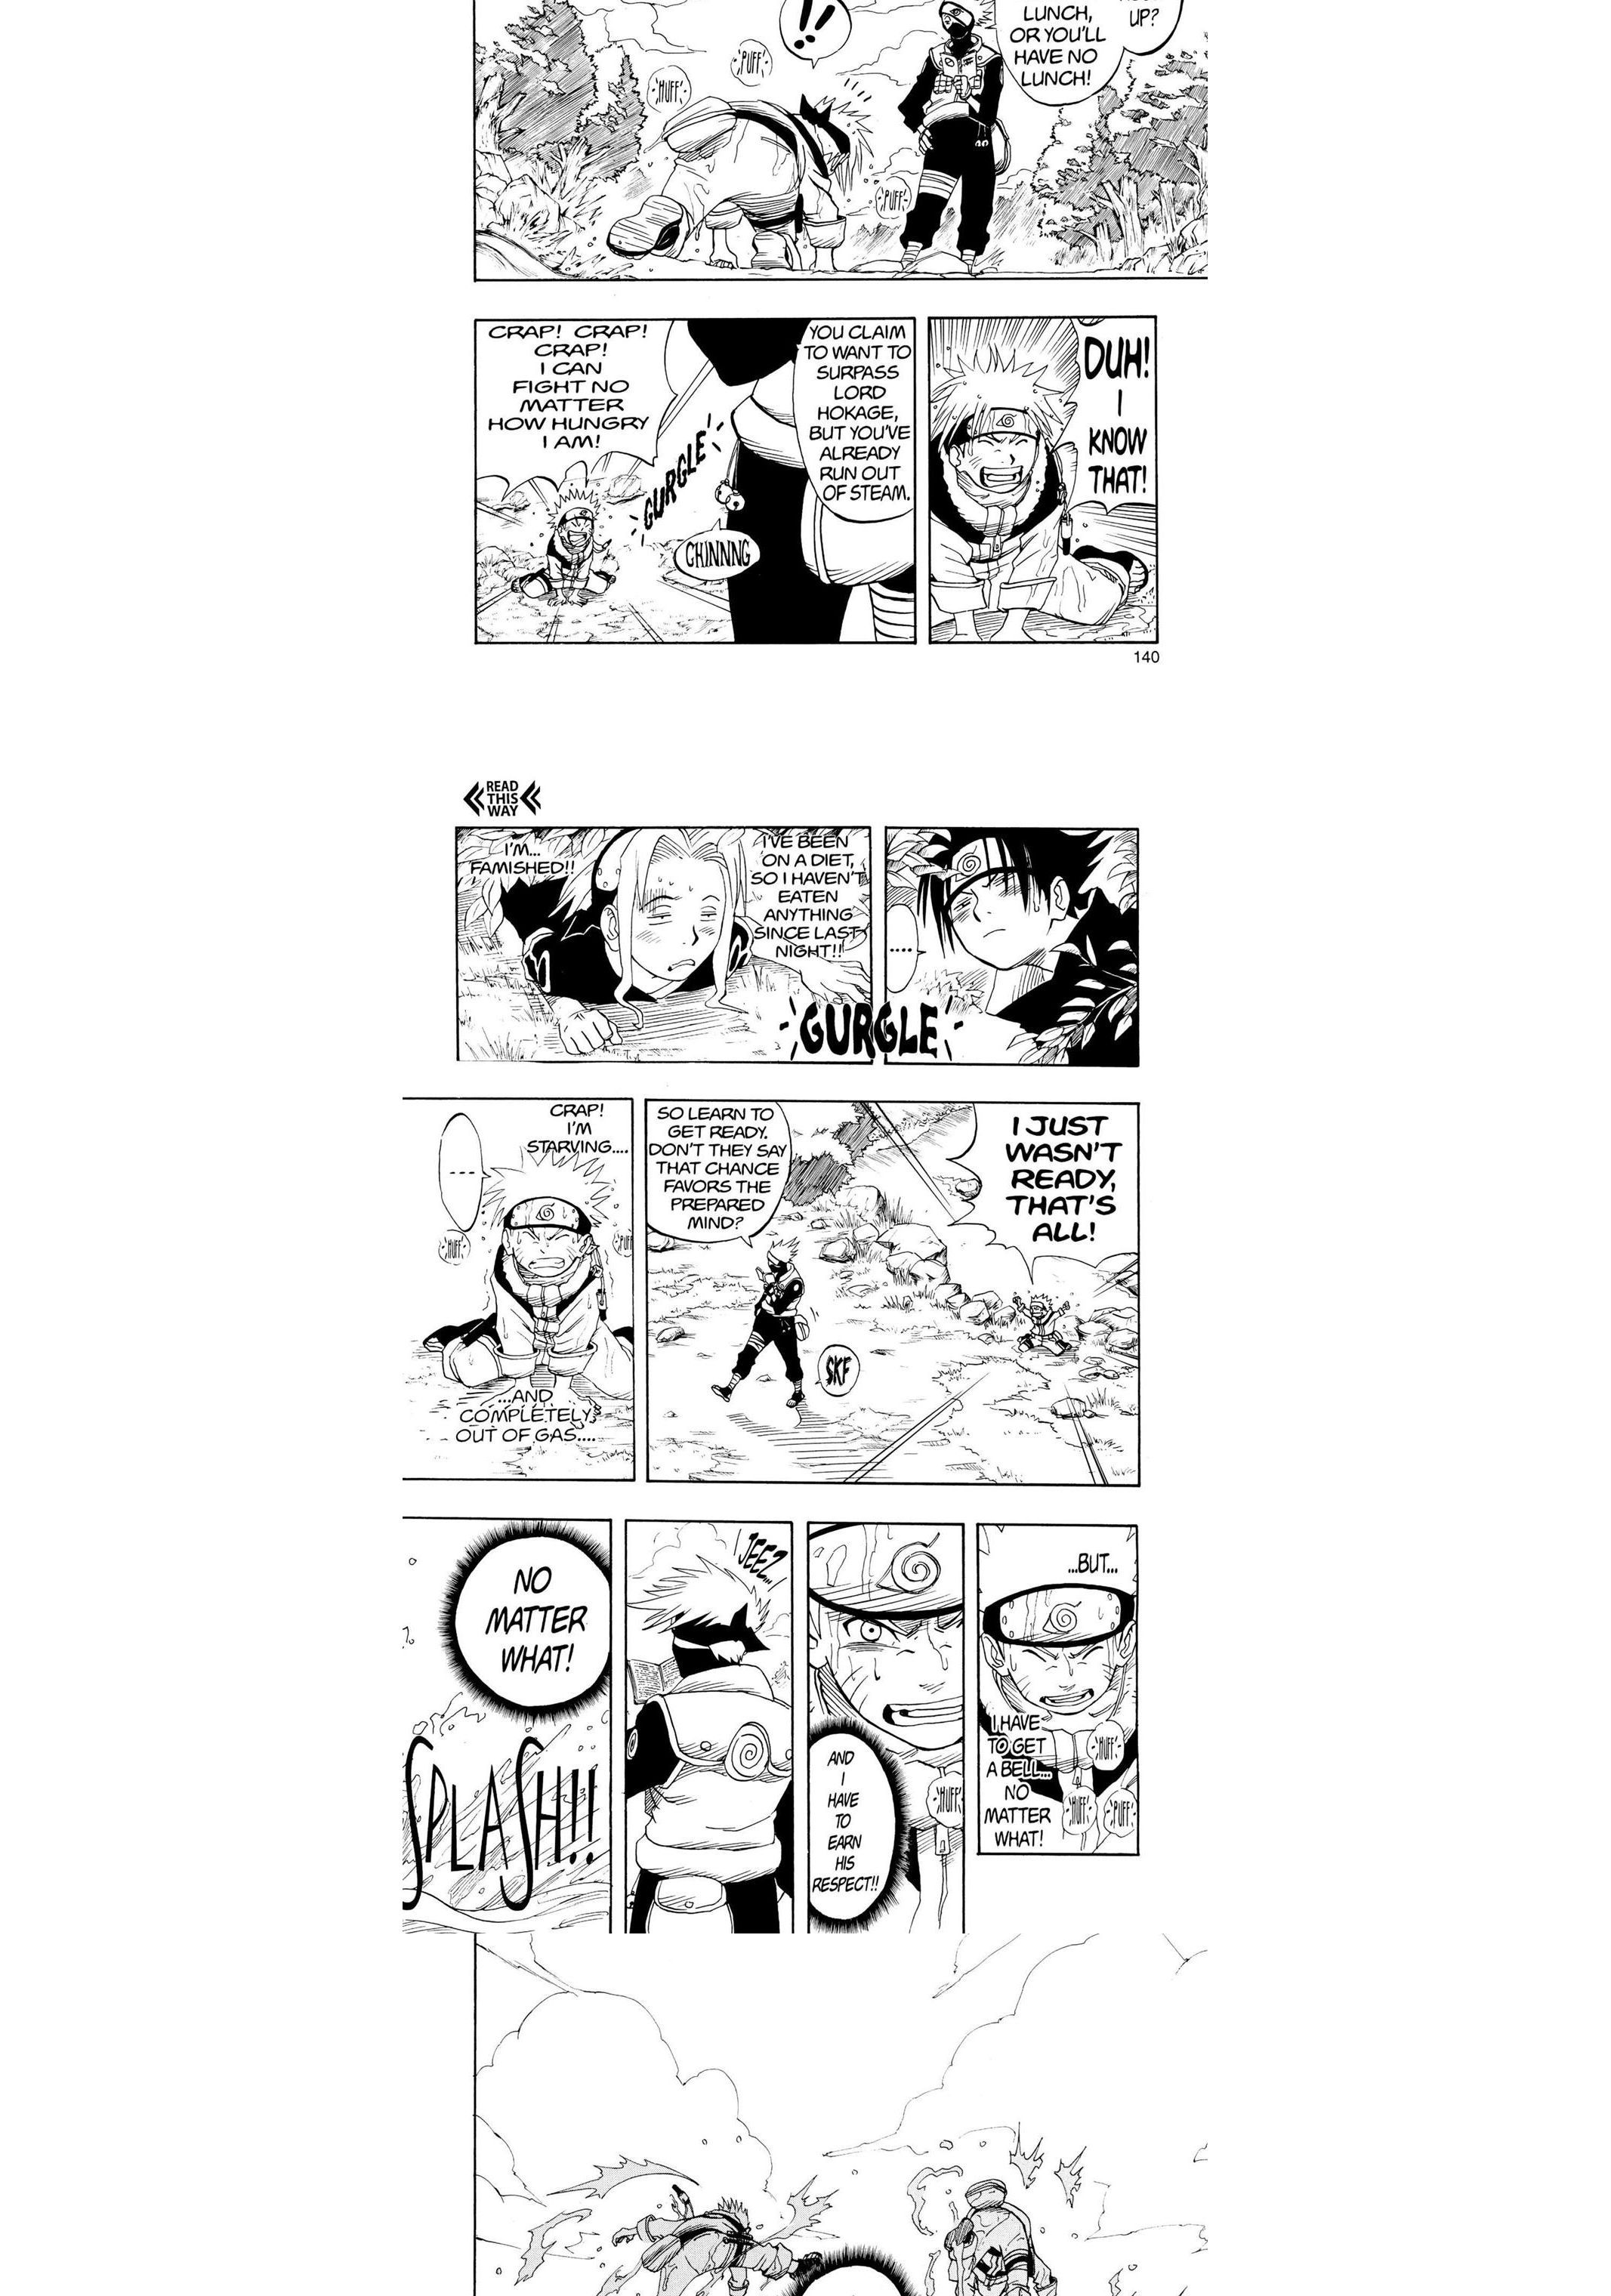 UP?
LUNCH,
OR YOU'LL
HAVE NO
LUNCH!
!!
PUFF
HUFF
PUFF
DUH!
I
KNOW
THAT!
YOU CLAIM
TO WANT TO
SURPASS
LORD
HOKAGE,
BUT YOU'VE
ALREADY
RUN OUT
OF STEAM.
CHINNNG
GURGLE
CRAP! CRAP!
CRAP!
I CAN
FIGHT NO
MATTER
HOW HUNGRY
I AM!
140
READ
THIS
WAY
....
GURGLE
I'VE BEEN
ON A DIET,
SO I HAVEN'T
EATEN
ANYTHING
SINCE LAST
NIGHT!!
I'M...
FAMISHED!!
I JUST
WASN'T
READY,
THAT'S
ALL!
SO LEARN TO
GET READY.
DON'T THEY SAY
THAT CHANCE
FAVORS THE
PREPARED
MIND?
SKF
CRAP!
I'M
STARVING....
---
PUFF
HUFF
...AND
COMPLETELY
OUT OF GAS....
...BUT...
I HAVE
TO GET
A BELL...
NO
MATTER
WHAT!
HUFF
HUFF
PUFF
AND
I
HAVE
TO
EARN
HIS
RESPECT!!
HUFF
JEEZ...
NO
MATTER
WHAT!
SPLASH!!